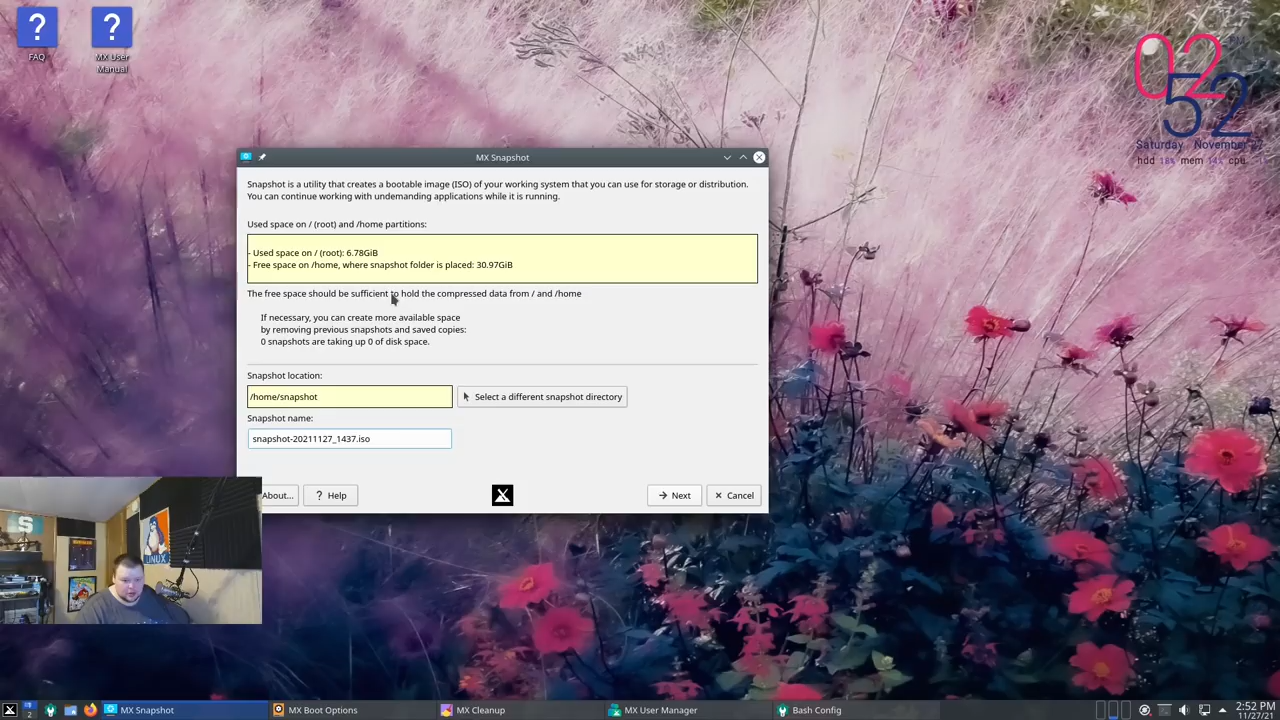 FAQ
MX User
Manual
02
52
Saturday November
hdd 18% mem 14% cpu
MX Snapshot
Snapshot is a utility that creates a bootable image (ISO) of your working system that you can use for storage or distribution.
You can continue working with undemanding applications while it is running.
Used space on / (root) and /home partitions:
- Used space on / (root): 6.78GiB
- Free space on /home, where snapshot folder is placed: 30.97GiB
The free space should be sufficient to hold the compressed data from / and /home
If necessary, you can create more available space
by removing previous snapshots and saved copies:
0 snapshots are taking up 0 of disk space.
Snapshot location:
/home/snapshot
Select a different snapshot directory
Snapshot name:
snapshot-20211127_1437.iso
About...
Help
Next
Cancel
S
LINUX
2
MX Snapshot
MX Boot Options
MX Cleanup
MX User Manager
Bash Config
2:52 PM
11/27/21